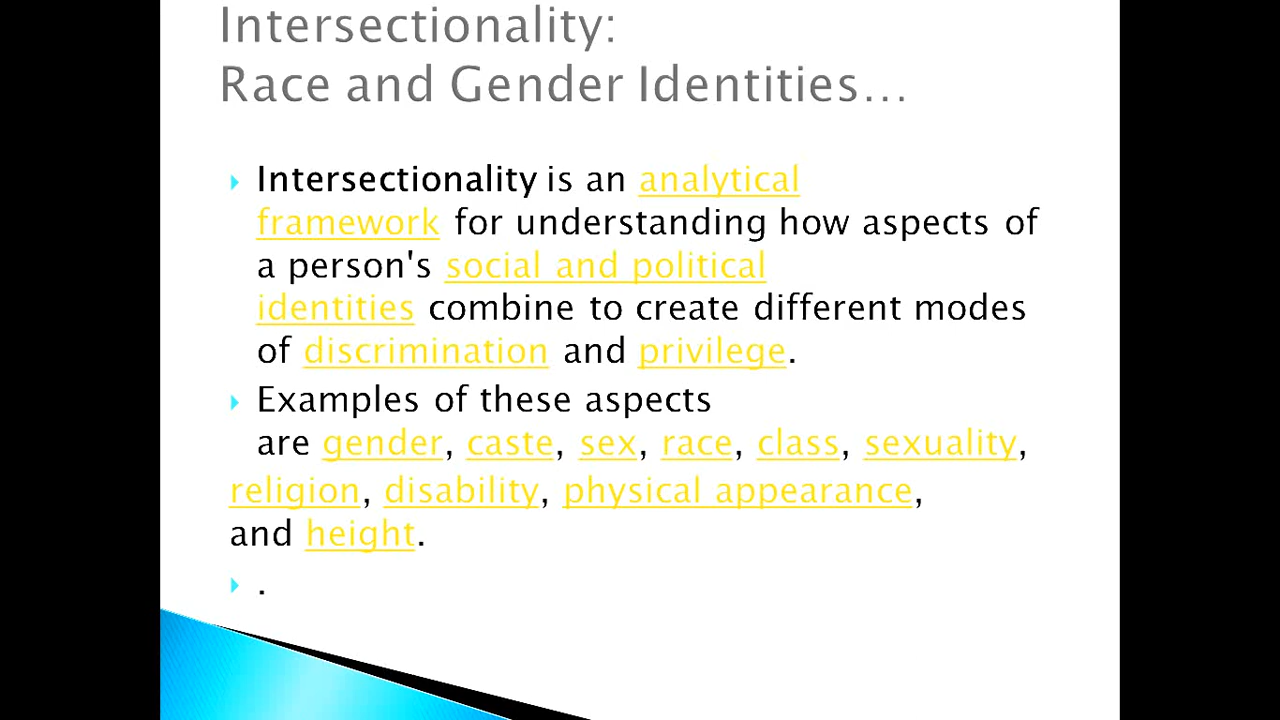 Intersectionality:
Race and Gender Identities…
Intersectionality is an analytical
framework for understanding how aspects of
a person's social and political
identities combine to create different modes
of discrimination and privilege.
Examples of these aspects
are gender, caste, sex, race, class, sexuality,
religion, disability, physical appearance,
and height.
.